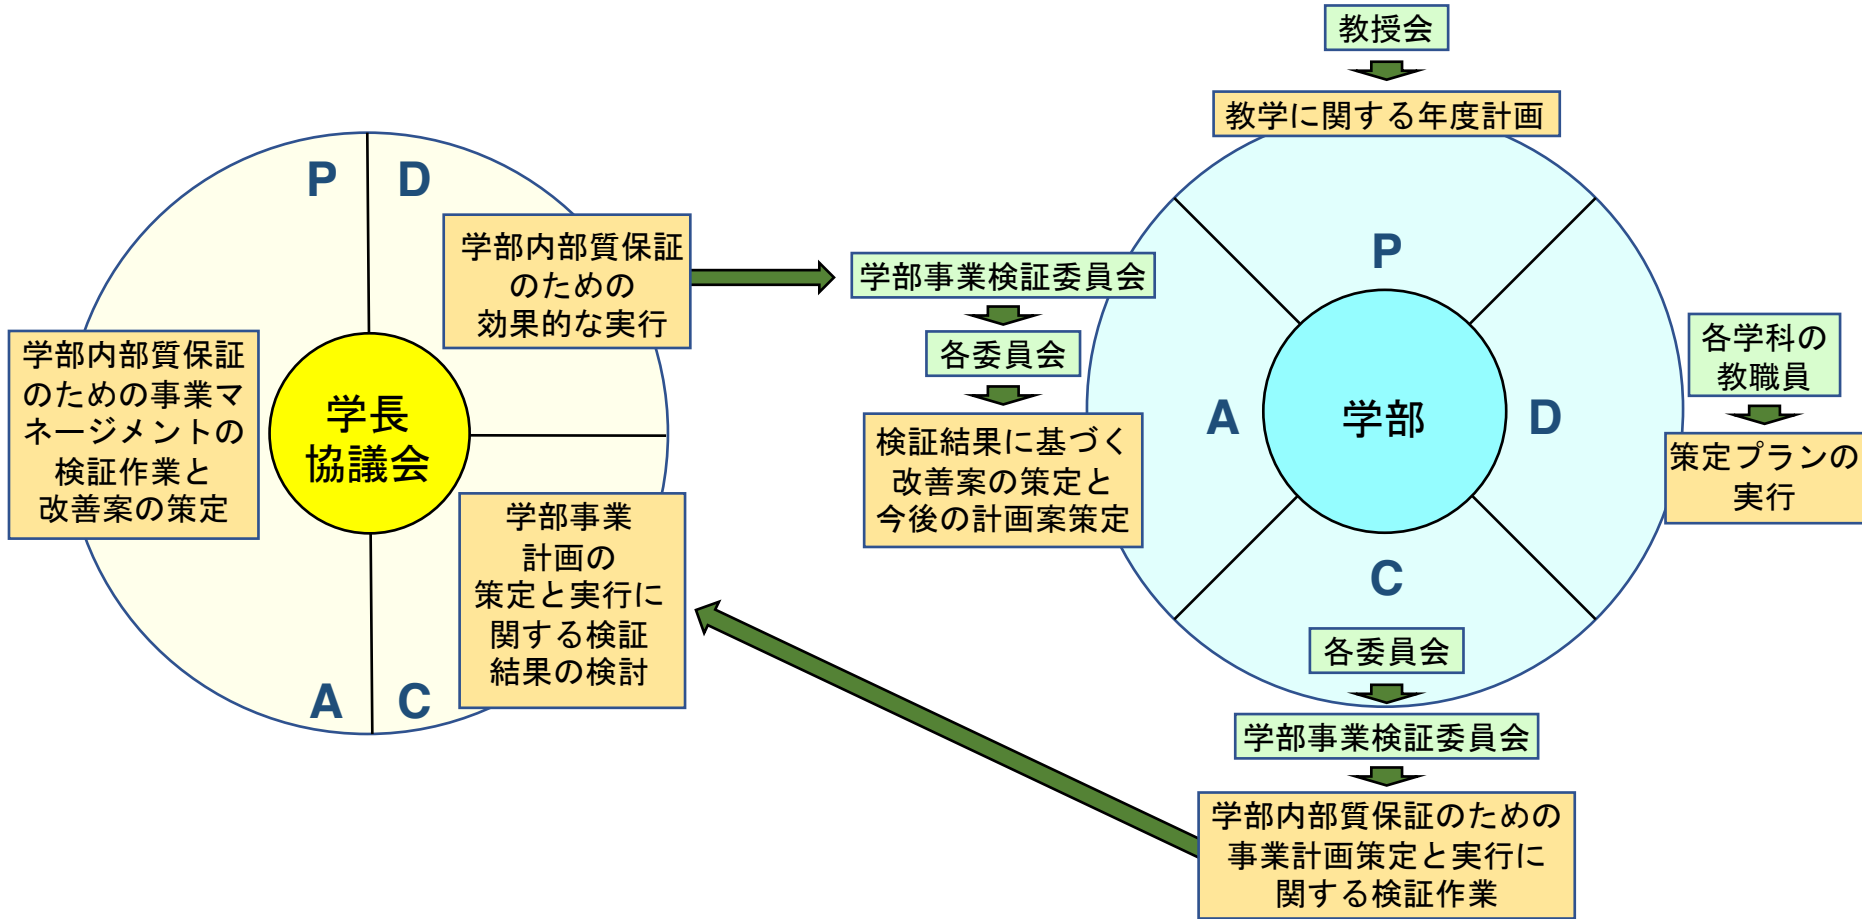 P
D
学部内部質保証
のための
効果的な実行
学部内部質保証
のための事業マ
ネージメントの
検証作業と
改善案の策定
学長
協議会
学部事業
計画の
策定と実行に
関する検証
結果の検討
A
C
教授会
教学に関する年度計画
P
学部事業検証委員会
各委員会
検証結果に基づく
改善案の策定と
今後の計画案策定
A
学部
D
各学科の
教職員
策定プランの
実行
C
各委員会
学部事業検証委員会
学部内部質保証のための
事業計画策定と実行に
関する検証作業